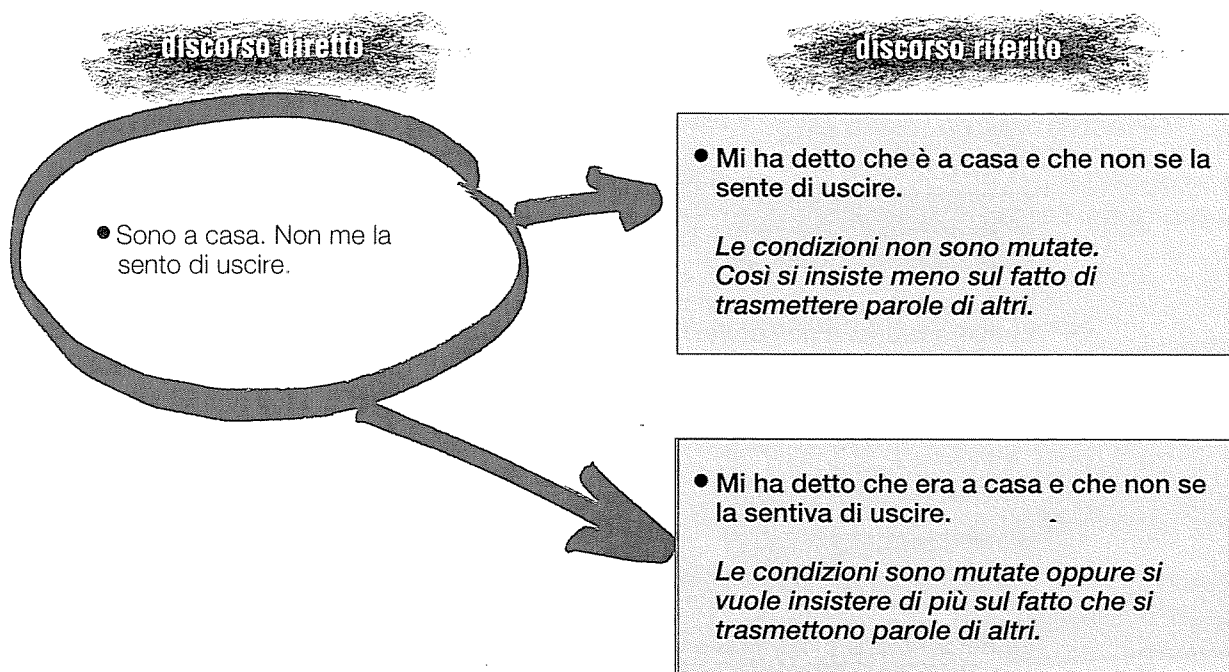 discorso diretto
discorso riferito
• Sono a casa. Non me la
sento di uscire.
• Mi ha detto che è a casa e che non se la
sente di uscire.
Le condizioni non sono mutate.
Così si insiste meno sul fatto di
trasmettere parole di altri.
• Mi ha detto che era a casa e che non se
la sentiva di uscire.
Le condizioni sono mutate oppure si
vuole insistere di più sul fatto che si
trasmettono parole di altri.